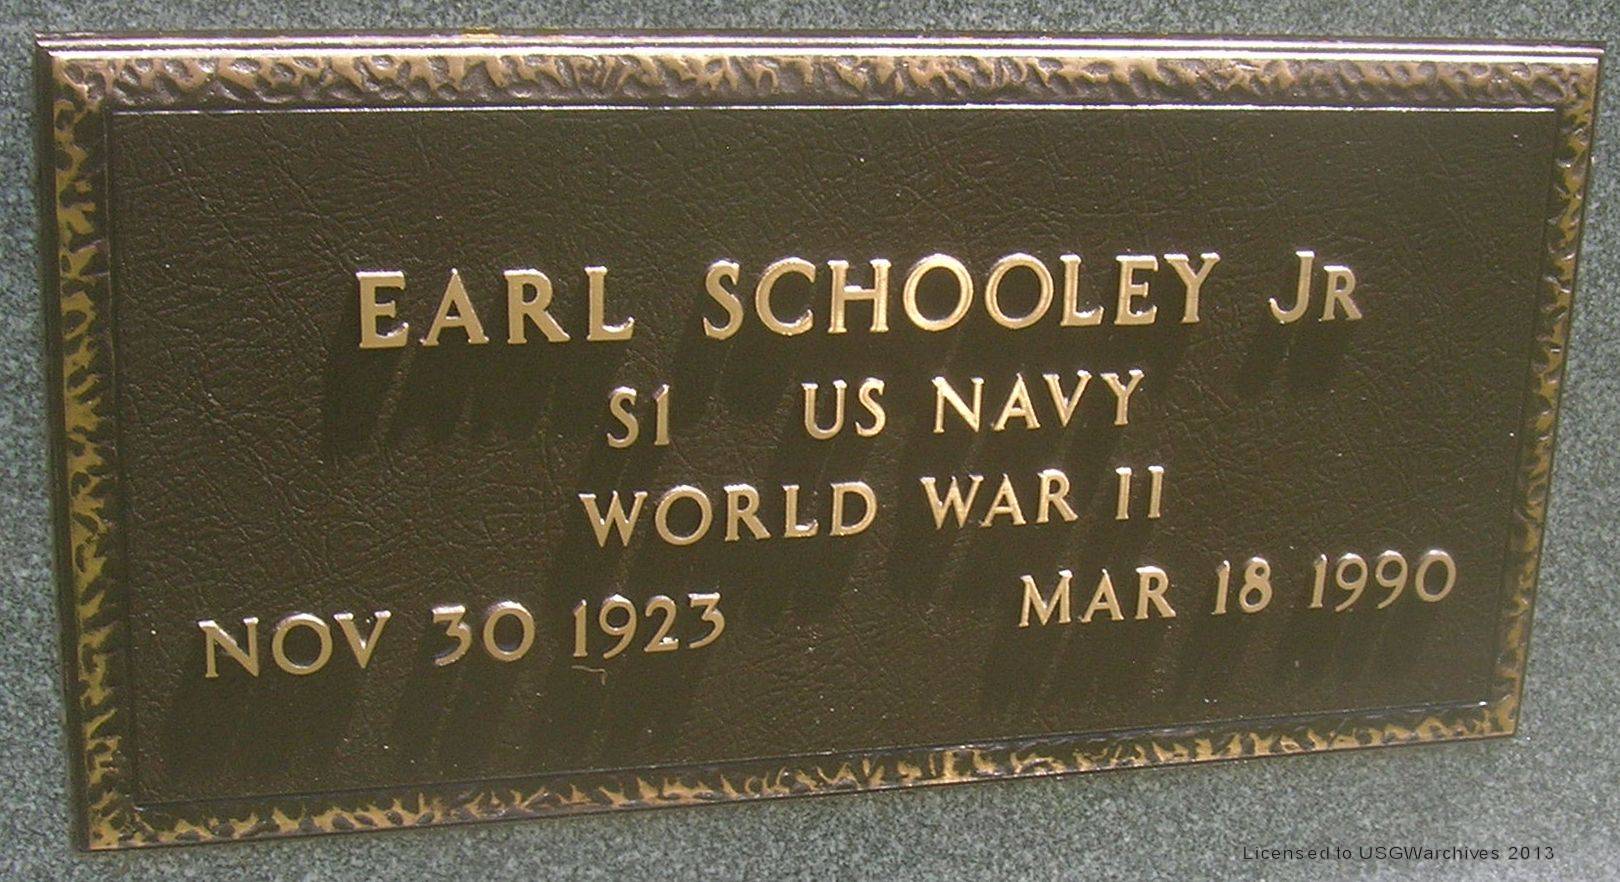 EARL SCHOOLEY JR
S1 US NAVY
WORLD WAR II
NOV 30 1923 MAR 18 1990
Licensed to USGWarchives 2013